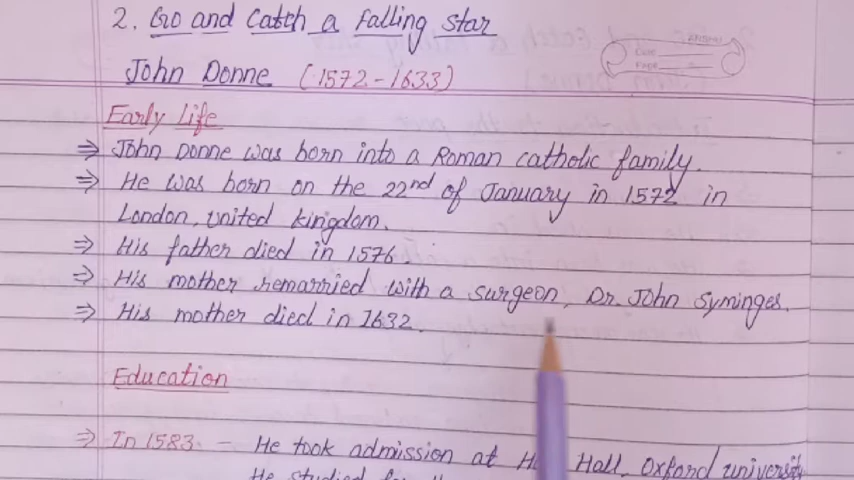 2. Go and Catch a falling star
John Donne (1572-1633)
Early life
⇒ John Donne was born into a Roman catholic family.
⇒ He was born on the 22nd of January in 1572 in
London, united kingdom.
⇒ His father died in 1576
⇒ His mother remarried with a surgeon, Dr. John Syminges.
⇒ His mother died in 1632.
Education
⇒ In 1583 - He took admission at Hall, Oxford university
He studied for